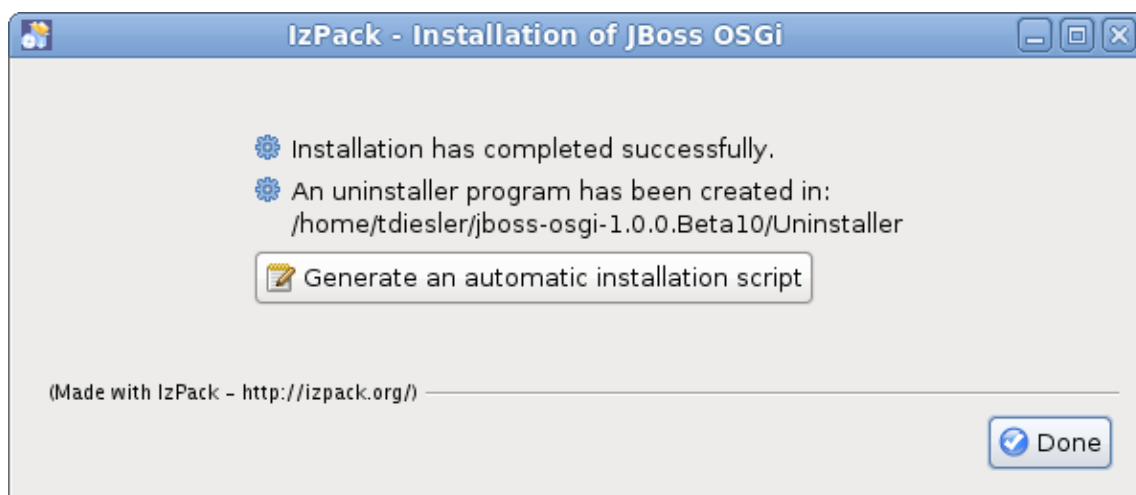 IzPack - Installation of JBoss OSGi
Installation has completed successfully.
An uninstaller program has been created in:
/home/tdiesler/jboss-osgi-1.0.0.Beta10/Uninstaller
Generate an automatic installation script
(Made with IzPack - http://izpack.org/)
Done